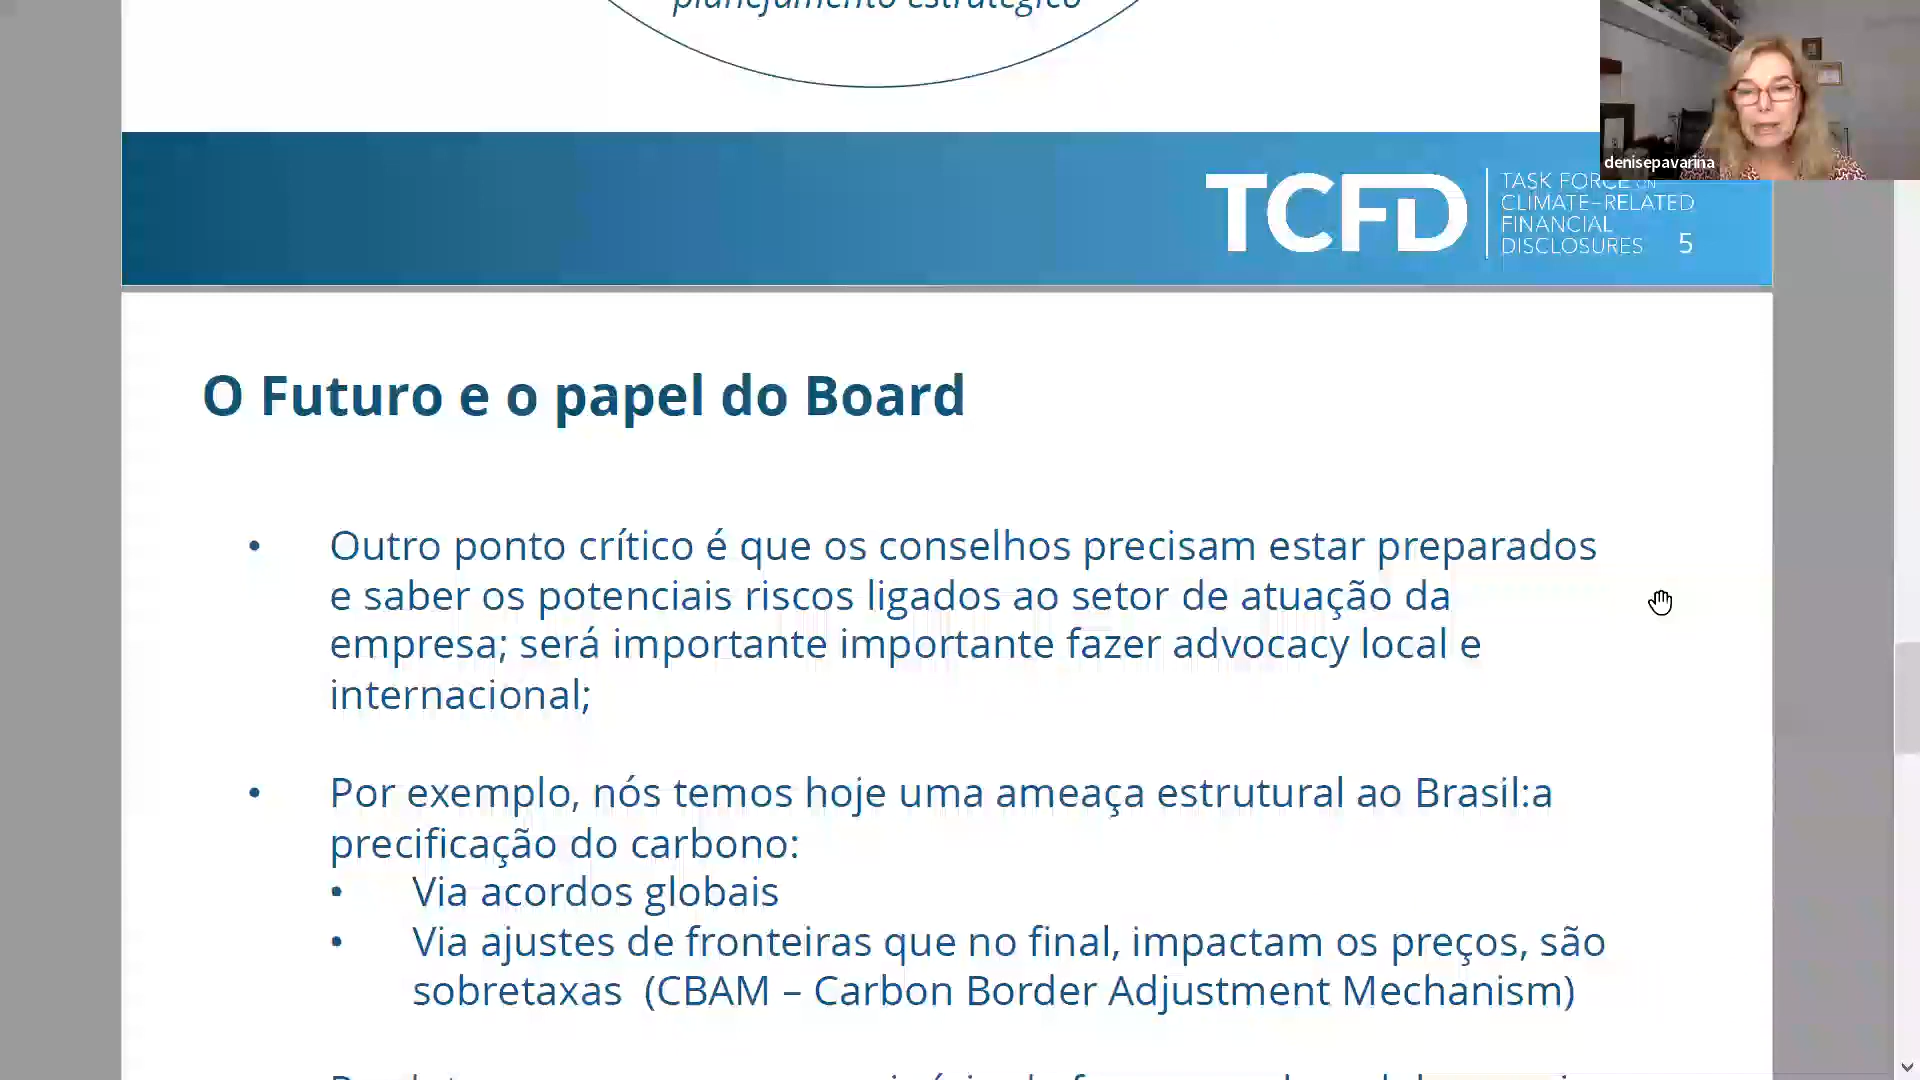 planejamento estratégico
denisepavarina
TCFD
TASK FORCE ON
CLIMATE-RELATED
FINANCIAL
DISCLOSURES 5
O Futuro e o papel do Board
• Outro ponto crítico é que os conselhos precisam estar preparados
e saber os potenciais riscos ligados ao setor de atuação da
empresa; será importante importante fazer advocacy local e
internacional;
• Por exemplo, nós temos hoje uma ameaça estrutural ao Brasil:a
precificação do carbono:
• Via acordos globais
• Via ajustes de fronteiras que no final, impactam os preços, são
sobretaxas (CBAM – Carbon Border Adjustment Mechanism)